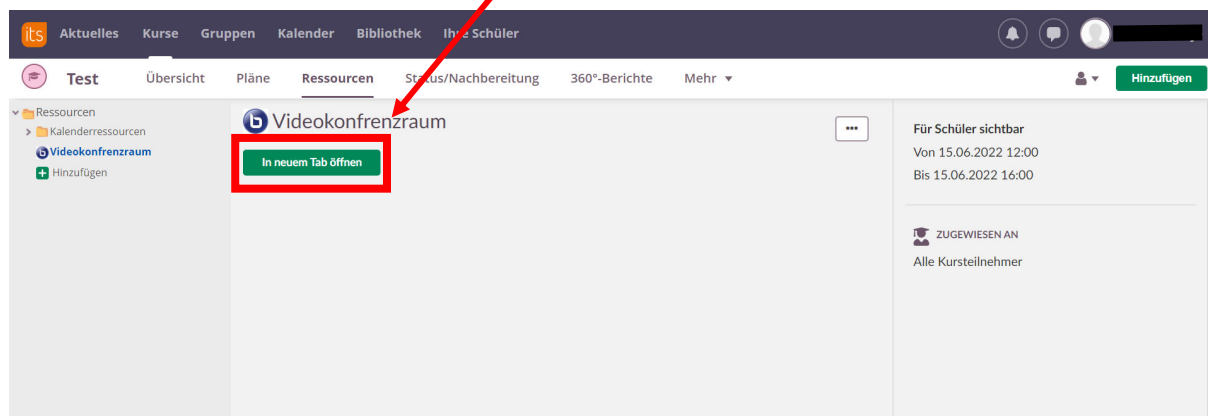 its Aktuelles Kurse Gruppen Kalender Bibliothek Ihre Schüler
Test Übersicht Pläne Ressourcen Status/Nachbereitung 360°-Berichte Mehr Hinzufügen
Ressourcen
Kalenderressourcen
Videokonfrenzraum
Hinzufügen
b Videokonfrenzraum
In neuem Tab öffnen
Für Schüler sichtbar
Von 15.06.2022 12:00
Bis 15.06.2022 16:00
ZUGEWIESEN AN
Alle Kursteilnehmer